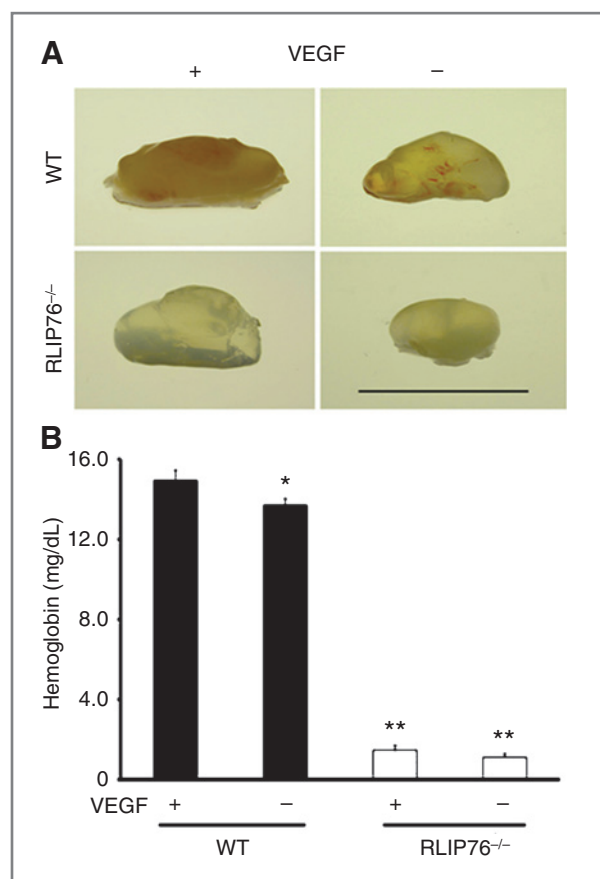 A
VEGF
+ −
WT
RLIP76−/−
B
16.0
12.0
8.0
4.0
0
Hemoglobin (mg/dL)
*
** **
VEGF + − + −
WT RLIP76−/−